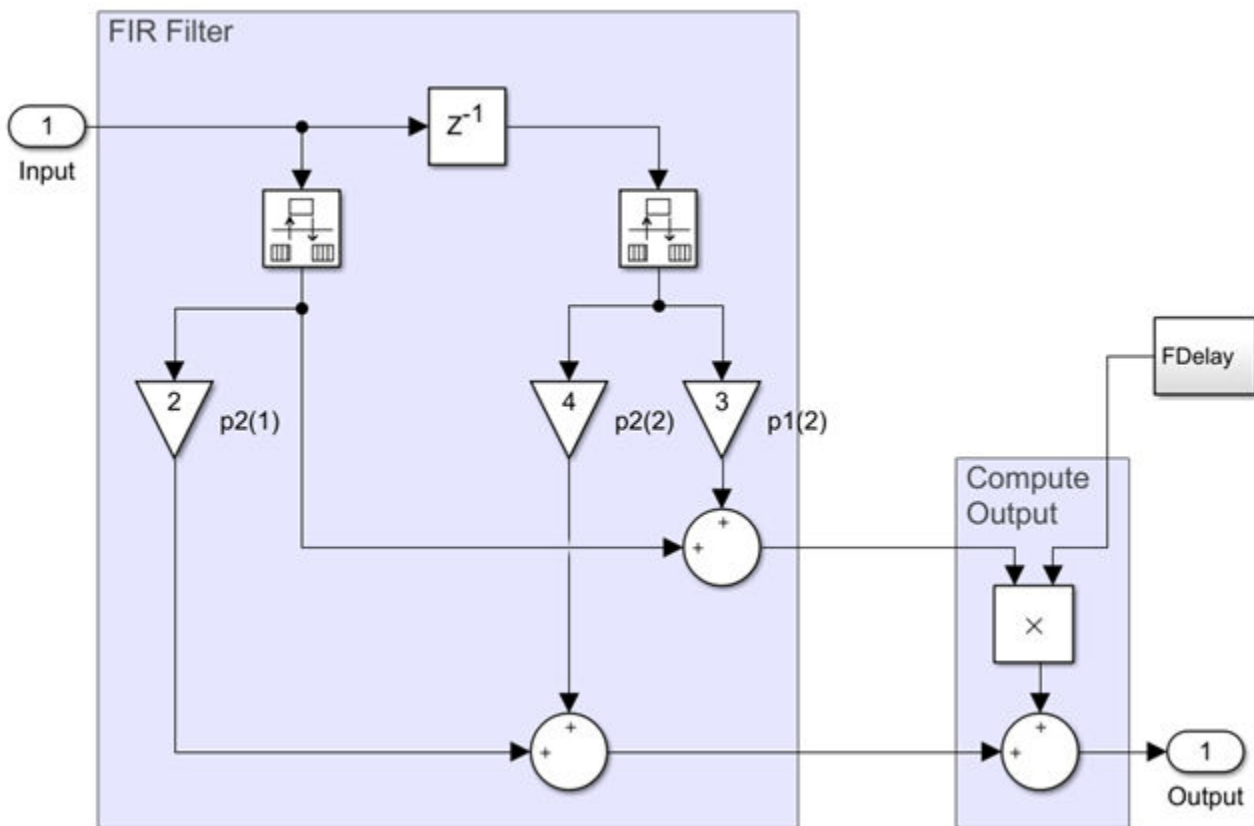 FIR Filter
1
Input
Z-1
2
p2(1)
4
p2(2)
3
p1(2)
FDelay
+
+
Compute
Output
×
+
+
+
+
1
Output